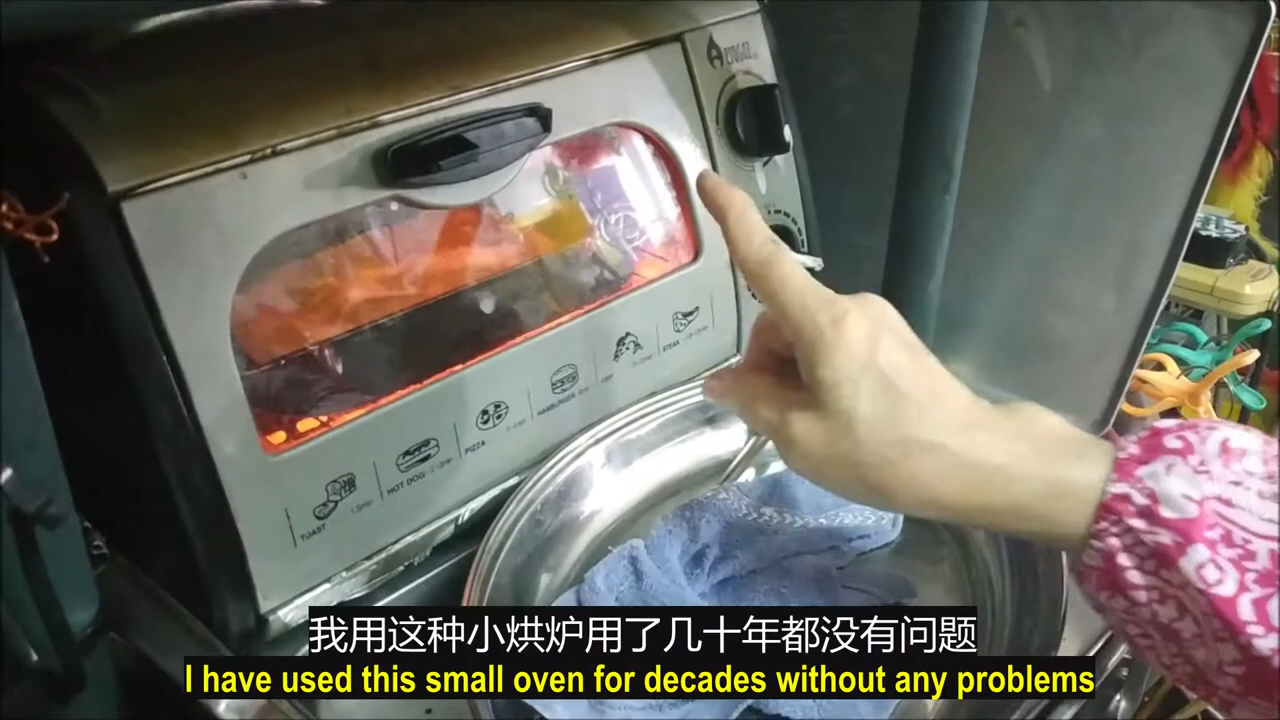 TOAST
HOT DOG
PIZZA
HAMBURGER
STEAK
我用这种小烘炉用了几十年都没有问题
I have used this small oven for decades without any problems